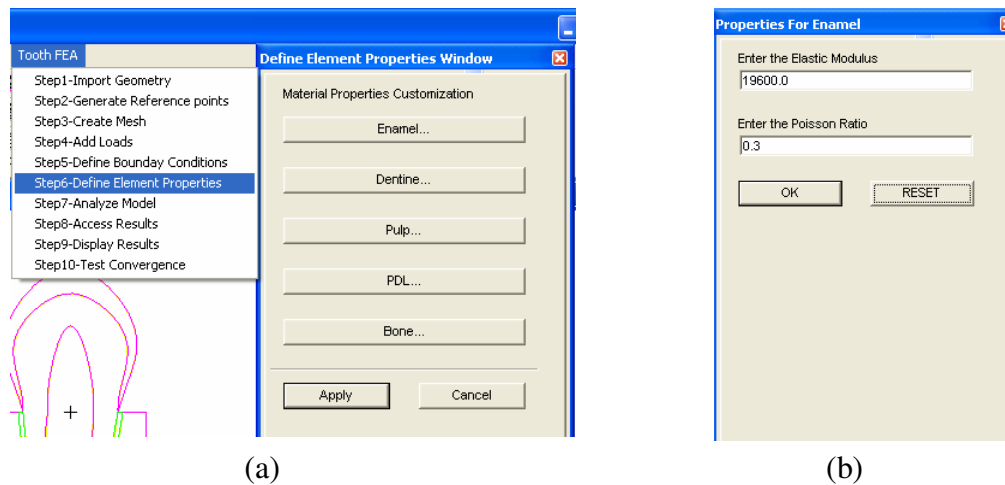 Tooth FEA
Step1-Import Geometry
Step2-Generate Reference points
Step3-Create Mesh
Step4-Add Loads
Step5-Define Bounday Conditions
Step6-Define Element Properties
Step7-Analyze Model
Step8-Access Results
Step9-Display Results
Step10-Test Convergence
Define Element Properties Window
Material Properties Customization
Enamel...
Dentine...
Pulp...
PDL...
Bone...
Apply
Cancel
(a)
Properties For Enamel
Enter the Elastic Modulus
19600.0
Enter the Poisson Ratio
0.3
OK
RESET
(b)